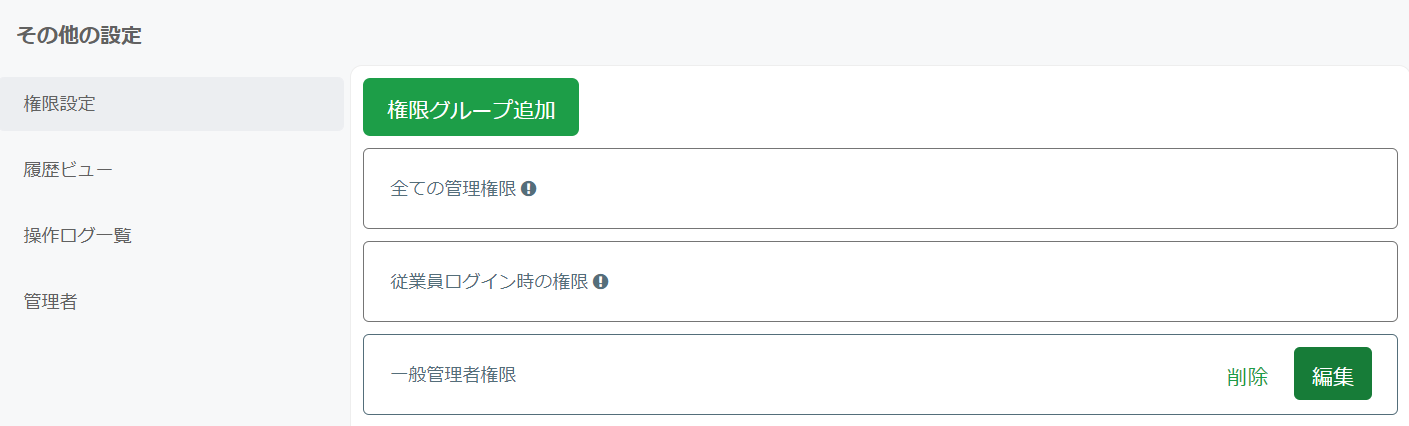 その他の設定
権限設定
履歴ビュー
操作ログ一覧
管理者
権限グループ追加
全ての管理権限
従業員ログイン時の権限
一般管理者権限
削除
編集